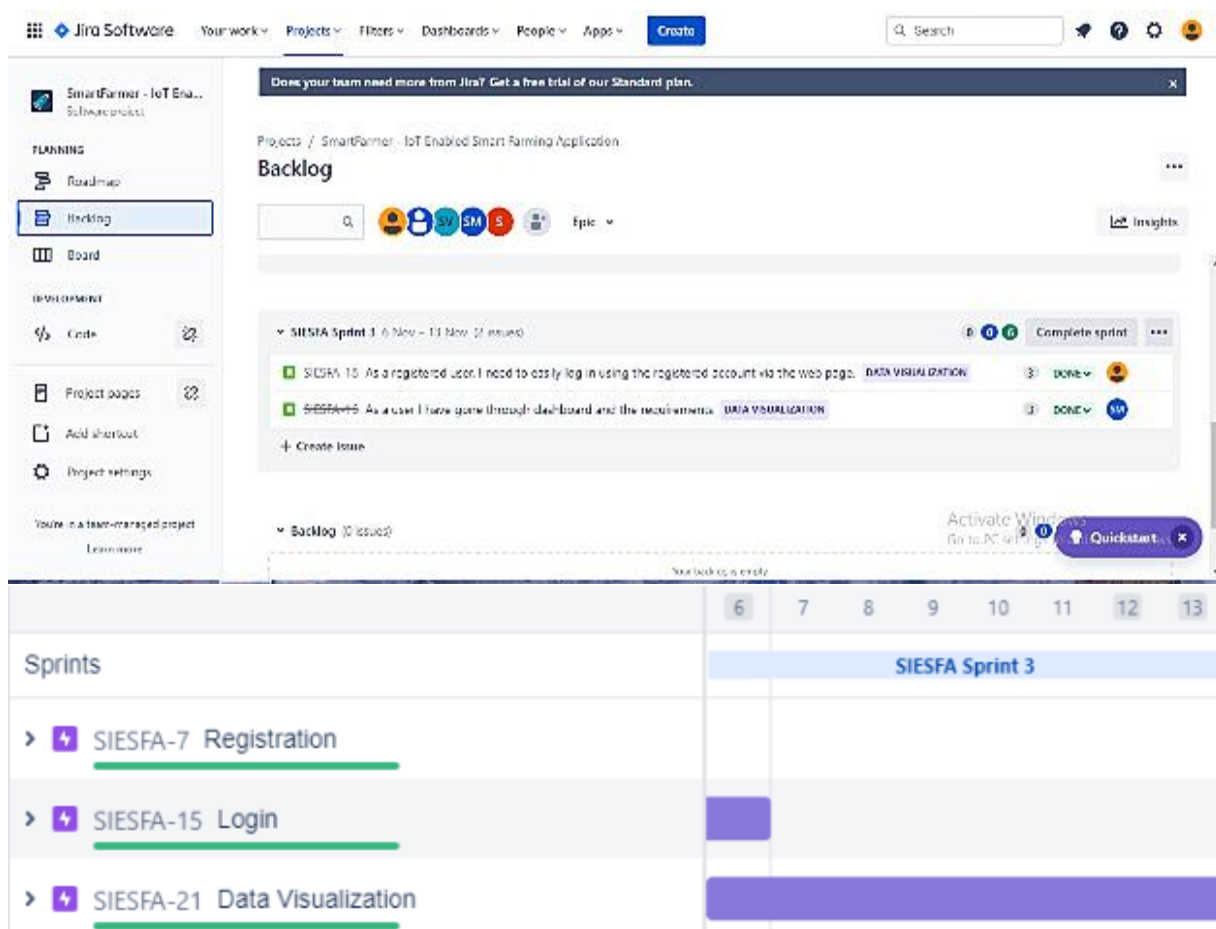 Jira Software Your work Projects Filters Dashboards People Apps Create Search
Does your team need more from Jira? Get a free trial of our Standard plan.
SmartFarmer - IoT Ena...
Software project
Projects / SmartFarmer - IoT Enabled Smart Farming Application
PLANNING
Backlog
Roadmap
Backlog
SV SM S Epic Insights
Board
DEVELOPMENT
Code
SIESFA Sprint 3 6 Nov – 13 Nov (2 issues) 0 0 6 Complete sprint
As a registered user, I need to easily log in using the registered account via the web page. DATA VISUALIZATION 3 DONE
Project pages
As a user I have gone through dashboard and the requirements DATA VISUALIZATION 3 DONE SM
Add shortcut
+ Create issue
Project settings
You're in a team-managed project
Learn more
Backlog (0 issues) 0 0
Activate Windows
Go to PC
Quickstart
Your backlog is empty
6 7 8 9 10 11 12 13
Sprints SIESFA Sprint 3
SIESFA-7 Registration
SIESFA-15 Login
SIESFA-21 Data Visualization